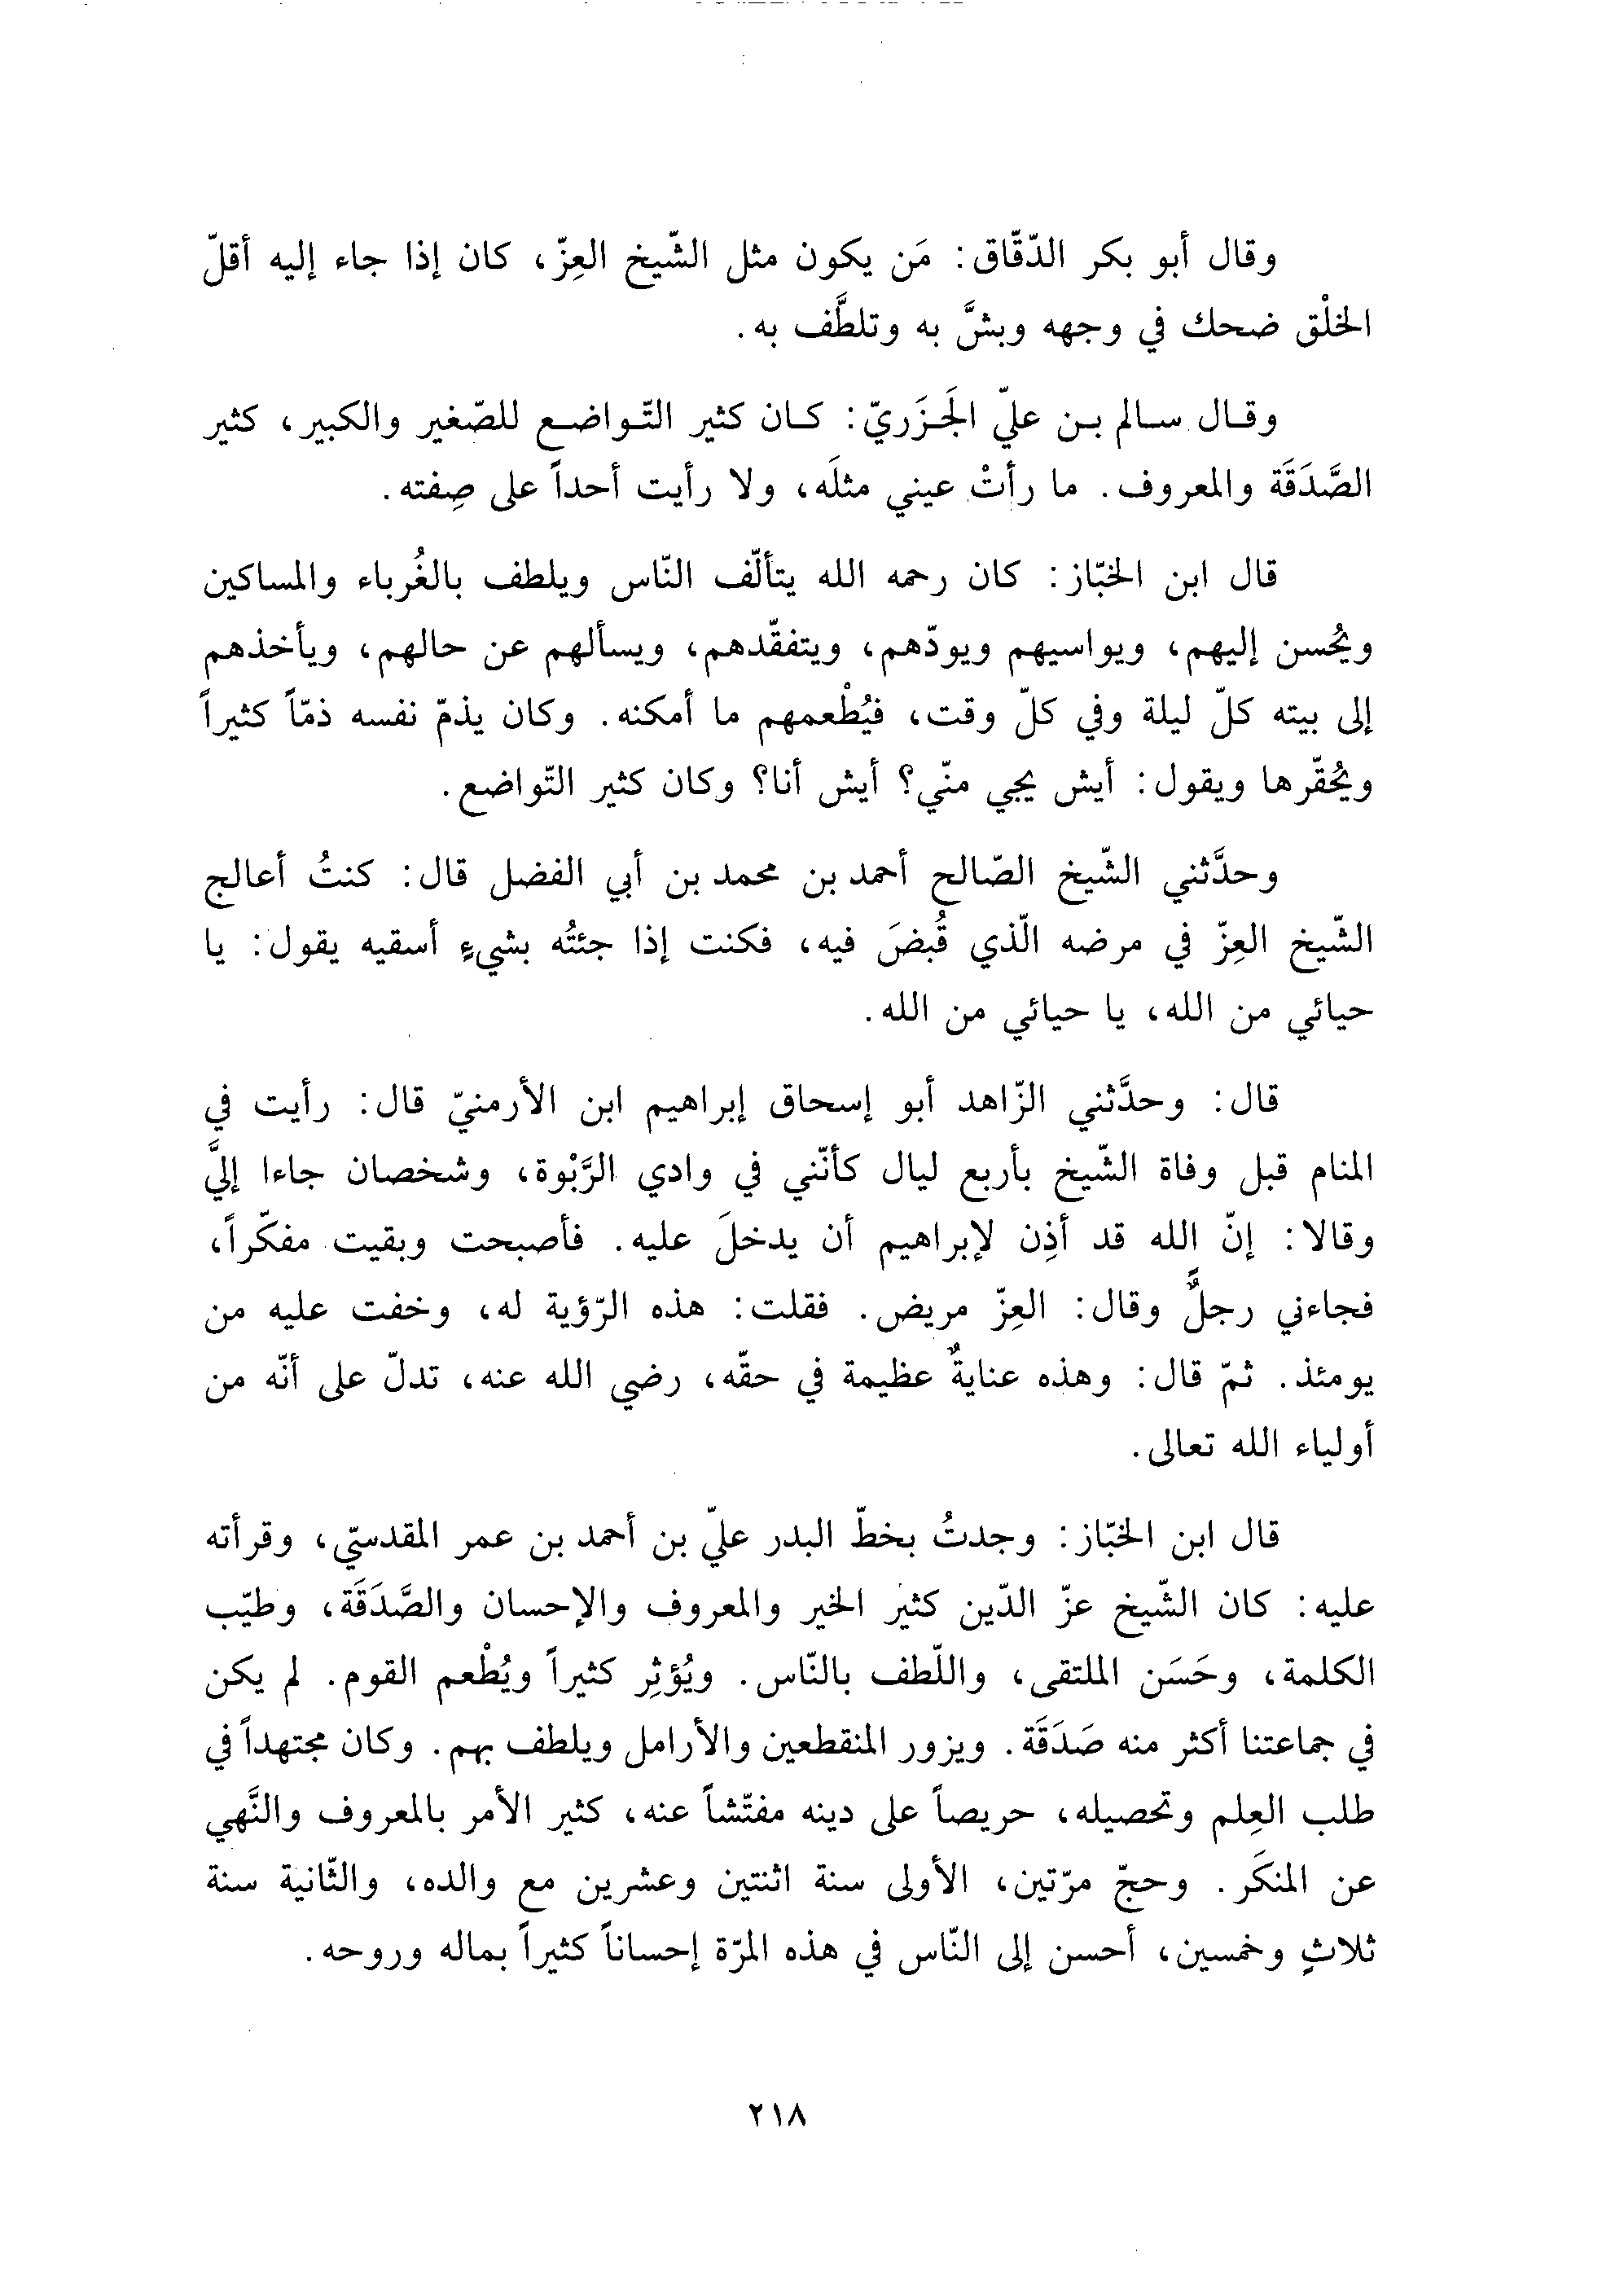 وقال أبو بكر الدّقّاق: مَن يكون مثل الشّيخ العِزّ، كان إذا جاء إليه أقلّ
الخلْق ضحك في وجهه وبشَّ به وتلطَّف به.
وقال سالم بن عليّ الجَزَريّ: كان كثير التّواضع للصّغير والكبير، كثير
الصَّدَقَة والمعروف. ما رأتْ عيني مثلَه، ولا رأيت أحداً على صِفته.
قال ابن الخبّاز: كان رحمه الله يتألّف النّاس ويلطف بالغُرباء والمساكين
ويُحسن إليهم، ويواسيهم ويودّهم، ويتفقّدهم، ويسألهم عن حالهم، ويأخذهم
إلى بيته كلّ ليلة وفي كلّ وقت، فيُطْعمهم ما أمكنه. وكان يذمّ نفسه ذمّاً كثيراً
ويُحقّرها ويقول: أيش يجي منّي؟ أيش أنا؟ وكان كثير التّواضع.
وحدَّثني الشّيخ الصّالح أحمد بن محمد بن أبي الفضل قال: كنتُ أعالج
الشّيخ العِزّ في مرضه الّذي قُبضَ فيه، فكنت إذا جئتُه بشيءٍ أسقيه يقول: يا
حيائي من الله، يا حيائي من الله.
قال: وحدَّثني الزّاهد أبو إسحاق إبراهيم ابن الأرمنيّ قال: رأيت في
المنام قبل وفاة الشّيخ بأربع ليال كأنّني في وادي الرَّبْوة، وشخصان جاءا إليَّ
وقالا: إنّ الله قد أذِن لإبراهيم أن يدخلَ عليه. فأصبحت وبقيت مفكّراً،
فجاءني رجلٌ وقال: العِزّ مريض. فقلت: هذه الرّؤية له، وخفت عليه من
يومئذ. ثمّ قال: وهذه عنايةٌ عظيمة في حقّه، رضي الله عنه، تدلّ على أنّه من
أولياء الله تعالى.
قال ابن الخبّاز: وجدتُ بخطّ البدر عليّ بن أحمد بن عمر المقدسيّ، وقرأته
عليه: كان الشّيخ عزّ الدّين كثير الخير والمعروف والإحسان والصَّدَقَة، وطيّب
الكلمة، وحَسَن الملتقى، واللّطف بالنّاس. ويُؤثِر كثيراً ويُطْعم القوم. لم يكن
في جماعتنا أكثر منه صَدَقَة. ويزور المنقطعين والأرامل ويلطف بهم. وكان مجتهداً في
طلب العِلم وتحصيله، حريصاً على دينه مفتّشاً عنه، كثير الأمر بالمعروف والنَّهي
عن المنكَر. وحجّ مرّتين، الأولى سنة اثنتين وعشرين مع والده، والثّانية سنة
ثلاثٍ وخمسين، أحسن إلى النّاس في هذه المرّة إحساناً كثيراً بماله وروحه.
٢١٨